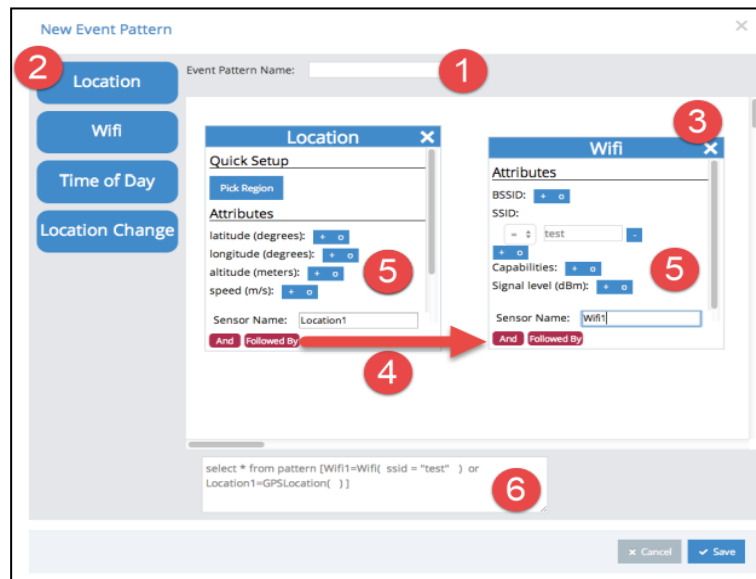 New Event Pattern ×
2 Location
Wifi
Time of Day
Location Change
Event Pattern Name: 1
Location ×
Quick Setup
Pick Region
Attributes
latitude (degrees): + o
longitude (degrees): + o
altitude (meters): + o
speed (m/s): + o
5
Sensor Name: Location1
And Followed By
4
3
Wifi ×
Attributes
BSSID: + o
SSID:
= test -
+ o
Capabilities: + o
Signal level (dBm): + o
5
Sensor Name: Wifi1
And Followed By
select * from pattern [Wifi1=Wifi( ssid = "test" ) or
Location1=GPSLocation( ) ]
6
× Cancel ✓ Save